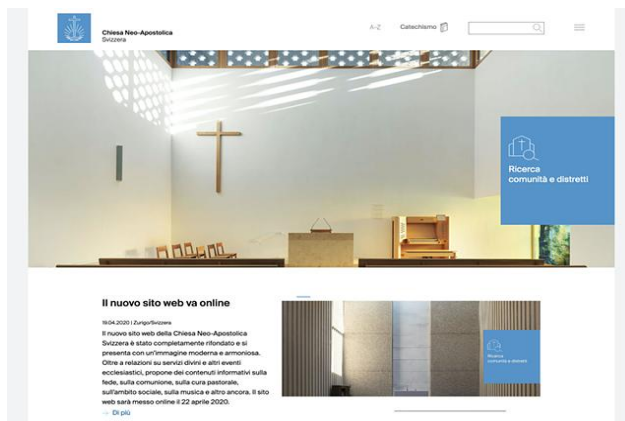 Chiesa Neo-Apostolica
Svizzera
A-Z
Catechismo
Ricerca
comunità e distretti
Il nuovo sito web va online
19.04.2020 | Zurigo/Svizzera
Il nuovo sito web della Chiesa Neo-Apostolica
Svizzera è stato completamente rifondato e si
presenta con un'immagine moderna e armoniosa.
Oltre a relazioni su servizi divini e altri eventi
ecclesiastici, propone dei contenuti informativi sulla
fede, sulla comunione, sulla cura pastorale,
sull'ambito sociale, sulla musica e altro ancora. Il sito
web sarà messo online il 22 aprile 2020.
→ Di più
Ricerca
comunità e distretti